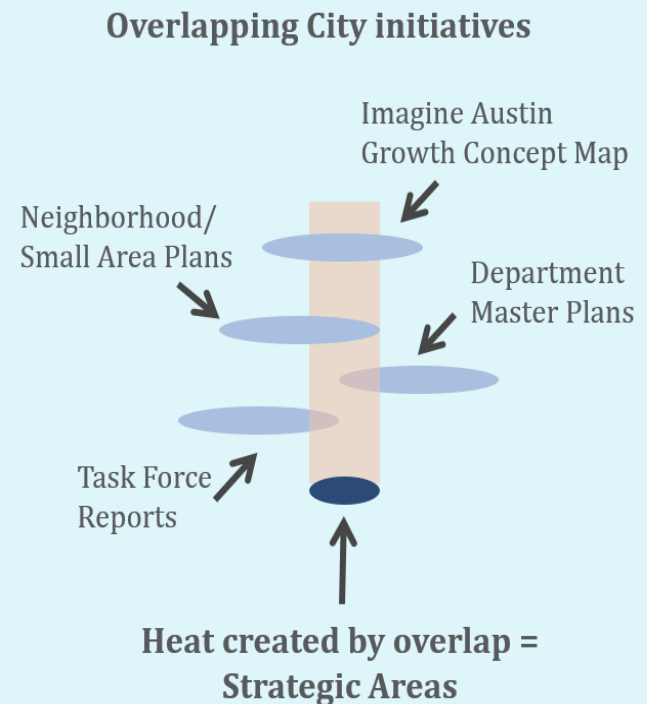 Overlapping City initiatives
Imagine Austin
Growth Concept Map
Neighborhood/
Small Area Plans
Department
Master Plans
Task Force
Reports
Heat created by overlap =
Strategic Areas